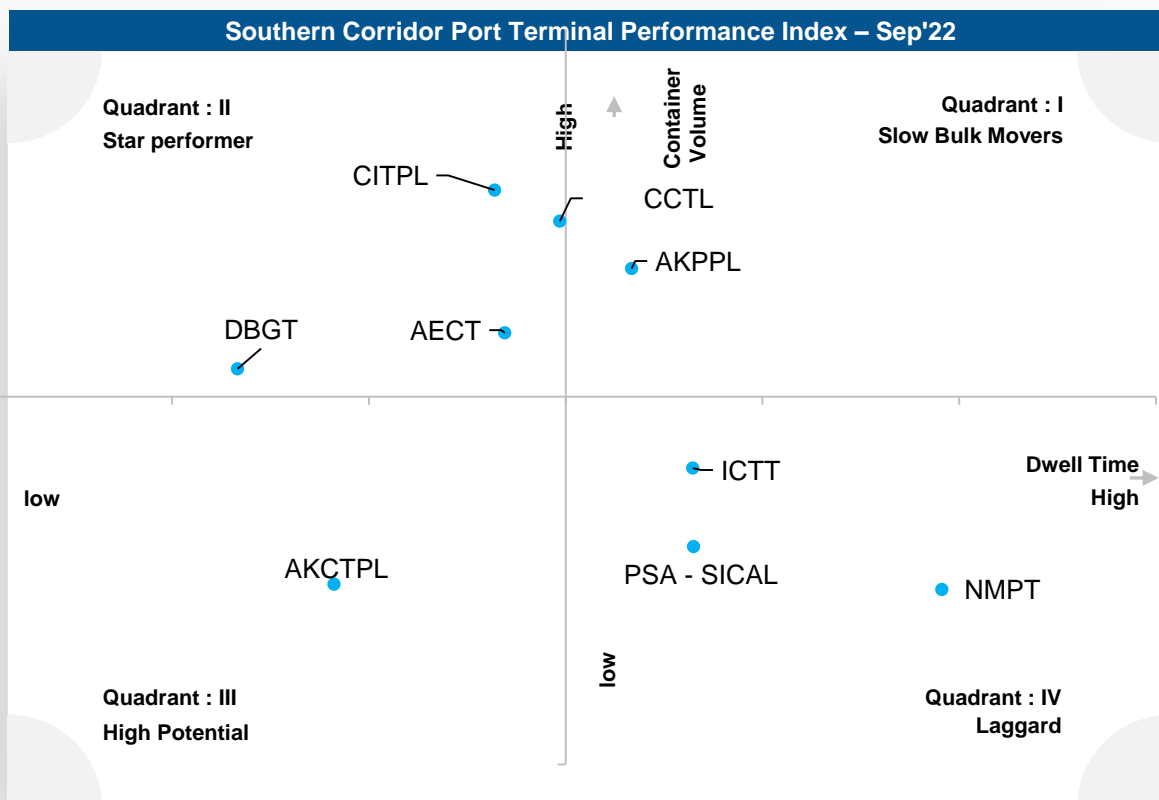 Southern Corridor Port Terminal Performance Index – Sep'22
Quadrant : II
Star performer
High
Container
Volume
Quadrant : I
Slow Bulk Movers
CITPL
CCTL
AKPPL
DBGT
AECT
ICTT
Dwell Time
High
low
AKCTPL
PSA - SICAL
NMPT
low
Quadrant : III
High Potential
Quadrant : IV
Laggard